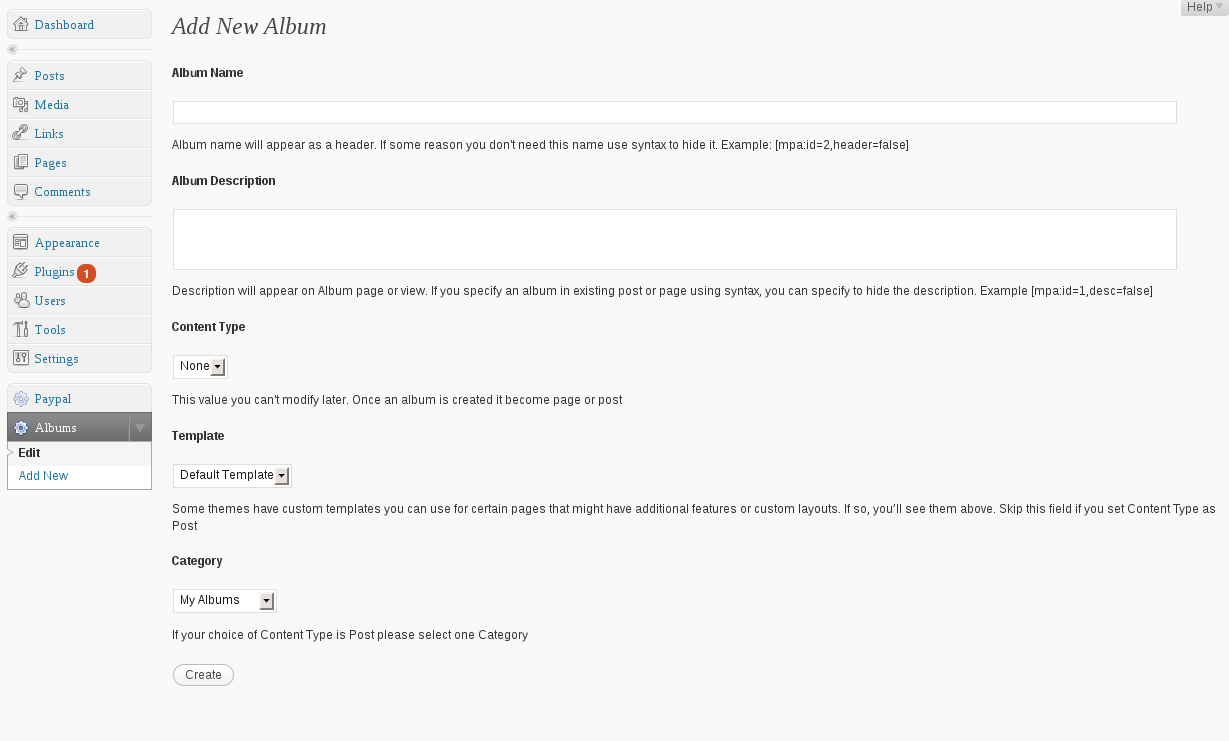 Help
Dashboard
Posts
Media
Links
Pages
Comments
Appearance
Plugins 1
Users
Tools
Settings
Paypal
Albums
Edit
Add New
Add New Album
Album Name
Album name will appear as a header. If some reason you don't need this name use syntax to hide it. Example: [mpa:id=2,header=false]
Album Description
Description will appear on Album page or view. If you specify an album in existing post or page using syntax, you can specify to hide the description. Example [mpa:id=1,desc=false]
Content Type
None
This value you can't modify later. Once an album is created it become page or post
Template
Default Template
Some themes have custom templates you can use for certain pages that might have additional features or custom layouts. If so, you’ll see them above. Skip this field if you set Content Type as
Post
Category
My Albums
If your choice of Content Type is Post please select one Category
Create